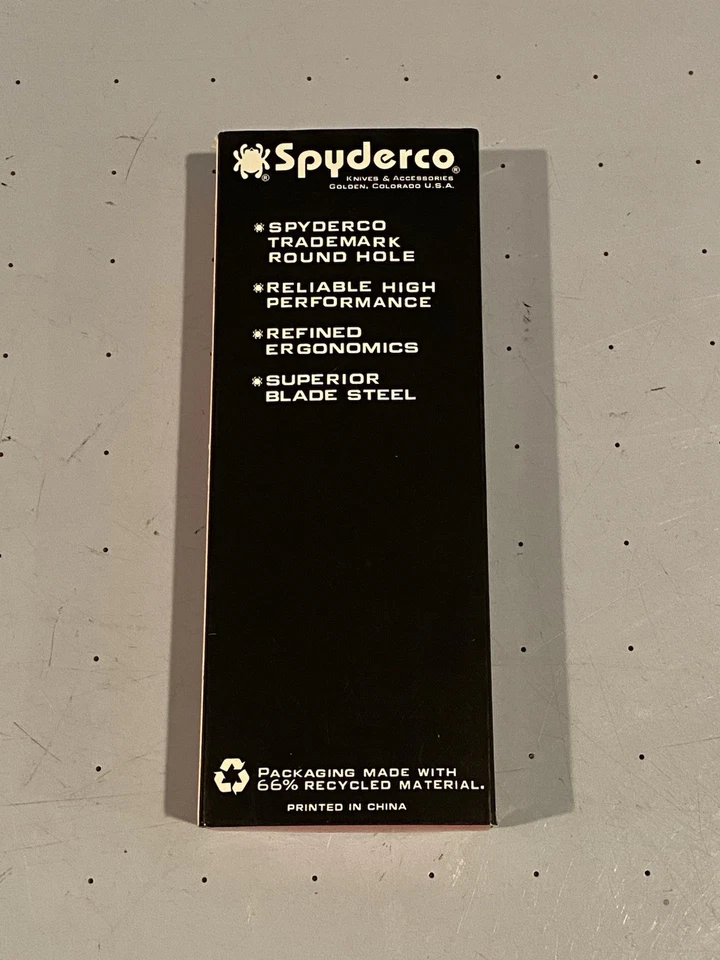 Spyderco®
®
KNIVES & ACCESSORIES
GOLDEN, COLORADO U.S.A.
SPYDERCO
TRADEMARK
ROUND HOLE
RELIABLE HIGH
PERFORMANCE
REFINED
ERGONOMICS
SUPERIOR
BLADE STEEL
PACKAGING MADE WITH
66% RECYCLED MATERIAL.
PRINTED IN CHINA